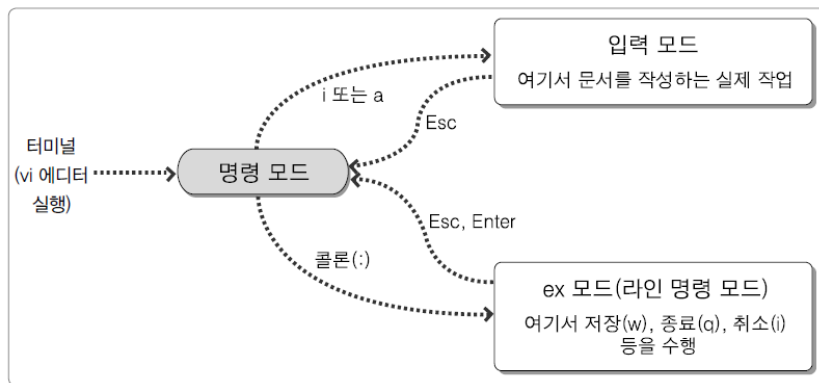 입력 모드
여기서 문서를 작성하는 실제 작업
i 또는 a
Esc
터미널
(vi 에디터
실행)
명령 모드
Esc, Enter
콜론(:)
ex 모드(라인 명령 모드)
여기서 저장(w), 종료(q), 취소(i)
등을 수행